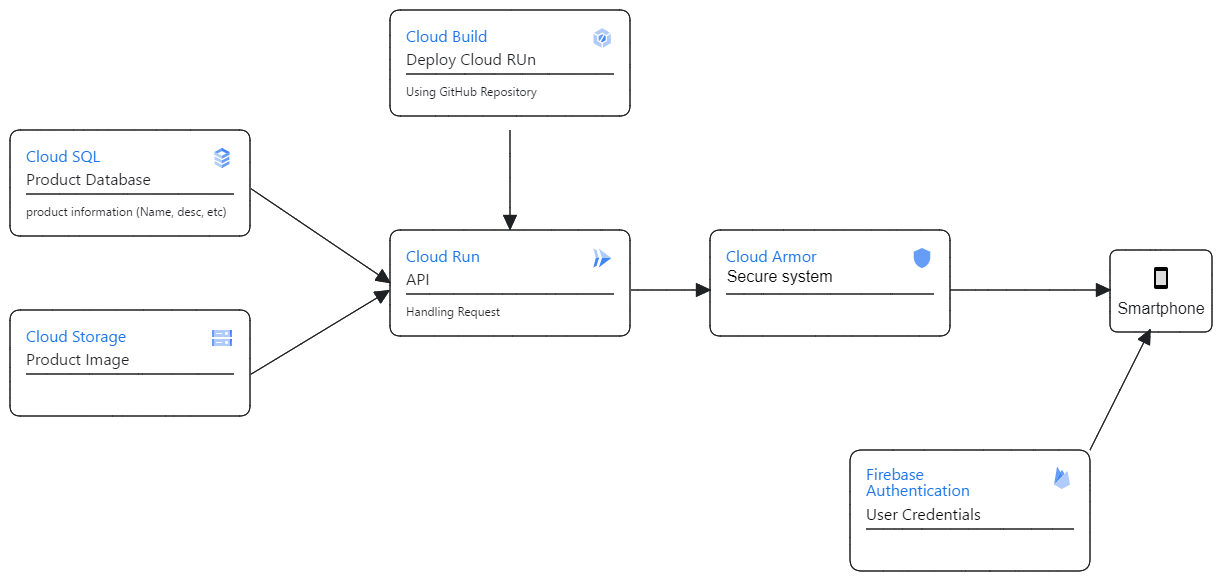 Cloud Build
Deploy Cloud RUn
Using GitHub Repository
Cloud SQL
Product Database
product information (Name, desc, etc)
Cloud Run
API
Handling Request
Cloud Armor
Secure system
Smartphone
Cloud Storage
Product Image
Firebase
Authentication
User Credentials